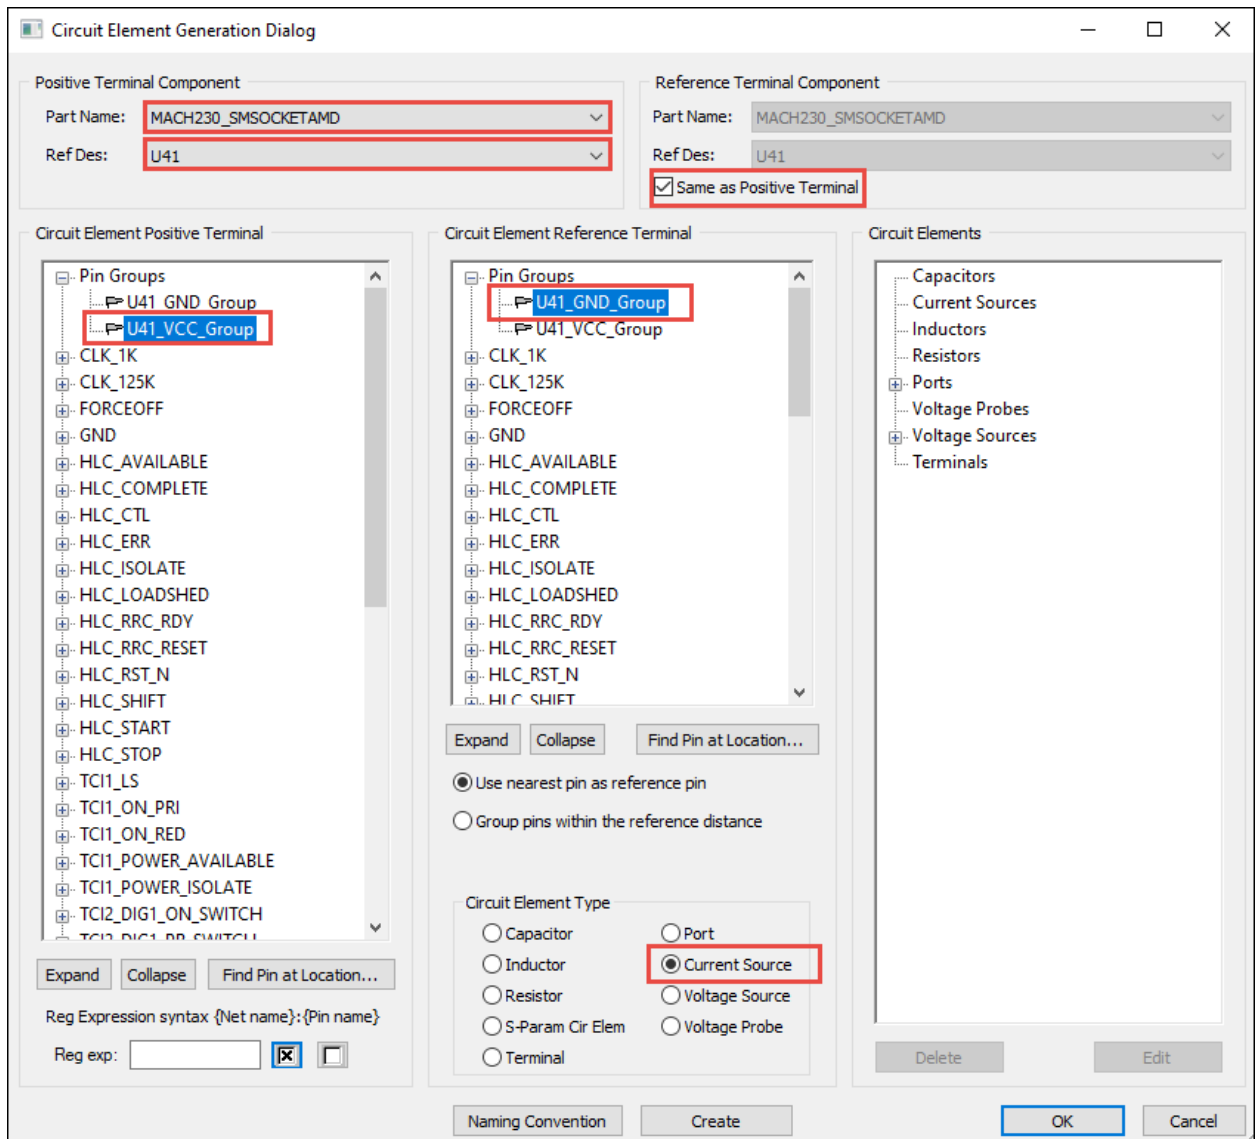 Circuit Element Generation Dialog
Positive Terminal Component
Part Name: MACH230_SMSOCKETAMD
Ref Des: U41
Reference Terminal Component
Part Name: MACH230_SMSOCKETAMD
Ref Des: U41
Same as Positive Terminal
Circuit Element Positive Terminal
Pin Groups
U41_GND_Group
U41_VCC_Group
CLK_1K
CLK_125K
FORCEOFF
GND
HLC_AVAILABLE
HLC_COMPLETE
HLC_CTL
HLC_ERR
HLC_ISOLATE
HLC_LOADSHED
HLC_RRC_RDY
HLC_RRC_RESET
HLC_RST_N
HLC_SHIFT
HLC_START
HLC_STOP
TCI1_LS
TCI1_ON_PRI
TCI1_ON_RED
TCI1_POWER_AVAILABLE
TCI1_POWER_ISOLATE
TCI2_DIG1_ON_SWITCH
TCI2_DIG1_PR_SWITCH
Expand Collapse Find Pin at Location...
Reg Expression syntax {Net name}:{Pin name}
Reg exp:
Circuit Element Reference Terminal
Pin Groups
U41_GND_Group
U41_VCC_Group
CLK_1K
CLK_125K
FORCEOFF
GND
HLC_AVAILABLE
HLC_COMPLETE
HLC_CTL
HLC_ERR
HLC_ISOLATE
HLC_LOADSHED
HLC_RRC_RDY
HLC_RRC_RESET
HLC_RST_N
HLC_SHIFT
Expand Collapse Find Pin at Location...
Use nearest pin as reference pin
Group pins within the reference distance
Circuit Element Type
Capacitor Port
Inductor Current Source
Resistor Voltage Source
S-Param Cir Elem Voltage Probe
Terminal
Circuit Elements
Capacitors
Current Sources
Inductors
Resistors
Ports
Voltage Probes
Voltage Sources
Terminals
Delete Edit
Naming Convention Create OK Cancel